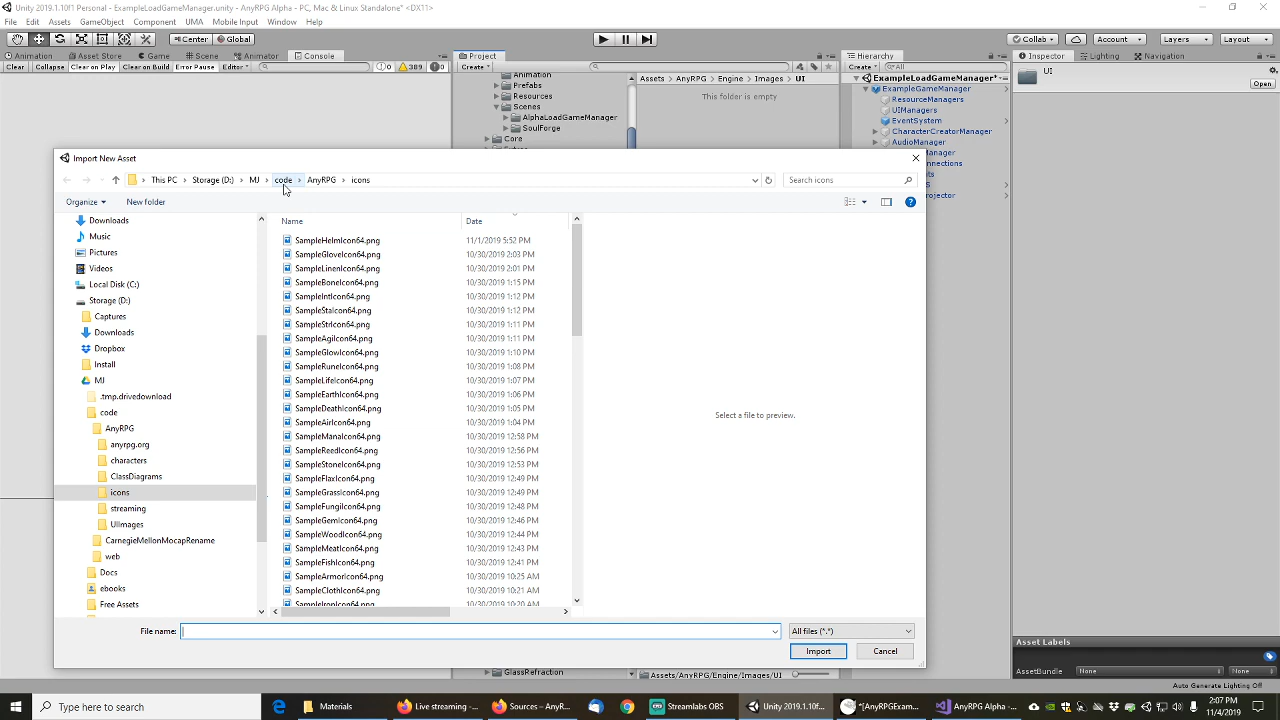 Unity 2019.1.10f1 Personal - ExampleLoadGameManager.unity - AnyRPG - PC, Mac & Linux Standalone* <DX11>
File Edit Assets GameObject Component UMA Mobile Input Window Help
Center Global Collab Account Layers Layout
Animation Asset Store Game Scene Animator Console Project Hierarchy Inspector Lighting Navigation
Clear Collapse Clear on Play Clear on Build Error Pause Editor 0 389 0 Create Create All UI
Open
Animation
Prefabs
Resources
Scenes
AlphaLoadGameManager
SoulForge
Core
Assets AnyRPG Engine Images UI
This folder is empty
ExampleLoadGameManager*
ExampleGameManager
ResourceManagers
UIManagers
EventSystem
CharacterCreatorManager
AudioManager
Import New Asset
This PC Storage (D:) MJ code AnyRPG icons Search icons
Organize New folder
Downloads
Music
Pictures
Videos
Local Disk (C:)
Storage (D:)
Captures
Downloads
Dropbox
Install
MJ
.tmp.drivedownload
code
AnyRPG
anyrpg.org
characters
ClassDiagrams
icons
streaming
UIImages
CarnegieMellonMocapRename
web
Docs
ebooks
Free Assets
Name Date
SampleHelmIcon64.png 11/1/2019 5:52 PM
SampleGloveIcon64.png 10/30/2019 2:03 PM
SampleLinenIcon64.png 10/30/2019 2:01 PM
SampleBoneIcon64.png 10/30/2019 1:15 PM
SampleIntIcon64.png 10/30/2019 1:12 PM
SampleStaIcon64.png 10/30/2019 1:12 PM
SampleStrIcon64.png 10/30/2019 1:11 PM
SampleAgiIcon64.png 10/30/2019 1:11 PM
SampleGlowIcon64.png 10/30/2019 1:10 PM
SampleRuneIcon64.png 10/30/2019 1:08 PM
SampleLifeIcon64.png 10/30/2019 1:07 PM
SampleEarthIcon64.png 10/30/2019 1:06 PM
SampleDeathIcon64.png 10/30/2019 1:05 PM
SampleAirIcon64.png 10/30/2019 1:04 PM
SampleManaIcon64.png 10/30/2019 12:58 PM
SampleReedIcon64.png 10/30/2019 12:56 PM
SampleStoneIcon64.png 10/30/2019 12:53 PM
SampleFlaxIcon64.png 10/30/2019 12:49 PM
SampleGrassIcon64.png 10/30/2019 12:49 PM
SampleFungiIcon64.png 10/30/2019 12:48 PM
SampleGemIcon64.png 10/30/2019 12:46 PM
SampleWoodIcon64.png 10/30/2019 12:44 PM
SampleMeatIcon64.png 10/30/2019 12:43 PM
SampleFishIcon64.png 10/30/2019 12:41 PM
SampleArmorIcon64.png 10/30/2019 10:25 AM
SampleClothIcon64.png 10/30/2019 10:21 AM
SampleIronIcon64.png 10/30/2019 10:20 AM
Select a file to preview.
File name: All files (*.*)
Import Cancel
GlassRefraction Assets/AnyRPG/Engine/Images/UI
Asset Labels
AssetBundle None None
Auto Generate Lighting Off
Type here to search Materials Live streaming -... Sources – AnyRP... Streamlabs OBS Unity 2019.1.10f... *[AnyRPGExam... AnyRPG Alpha -... 2:07 PM
11/4/2019